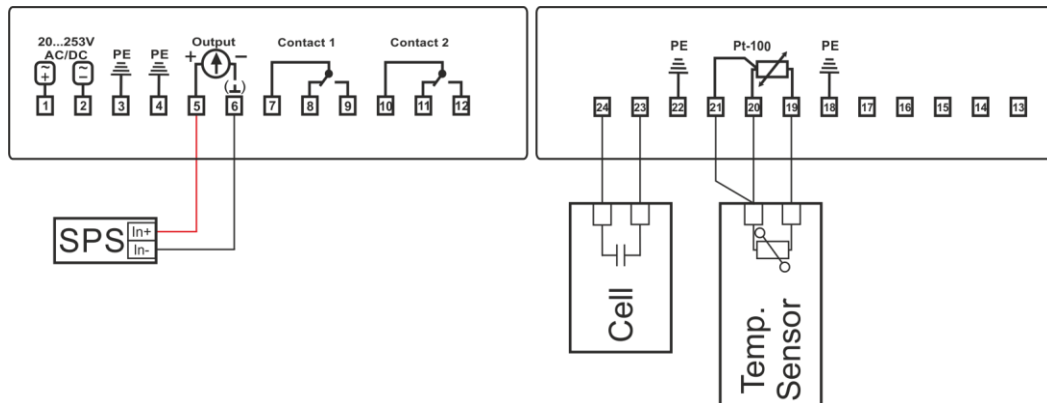 20...253V
AC/DC
PE
PE
Output
Contact 1
Contact 2
+
−
~
+
~
−
(⊥)
1
2
3
4
5
6
7
8
9
10
11
12
PE
Pt-100
PE
24
23
22
21
20
19
18
17
16
15
14
13
SPS
In+
In-
Cell
Temp.
Sensor